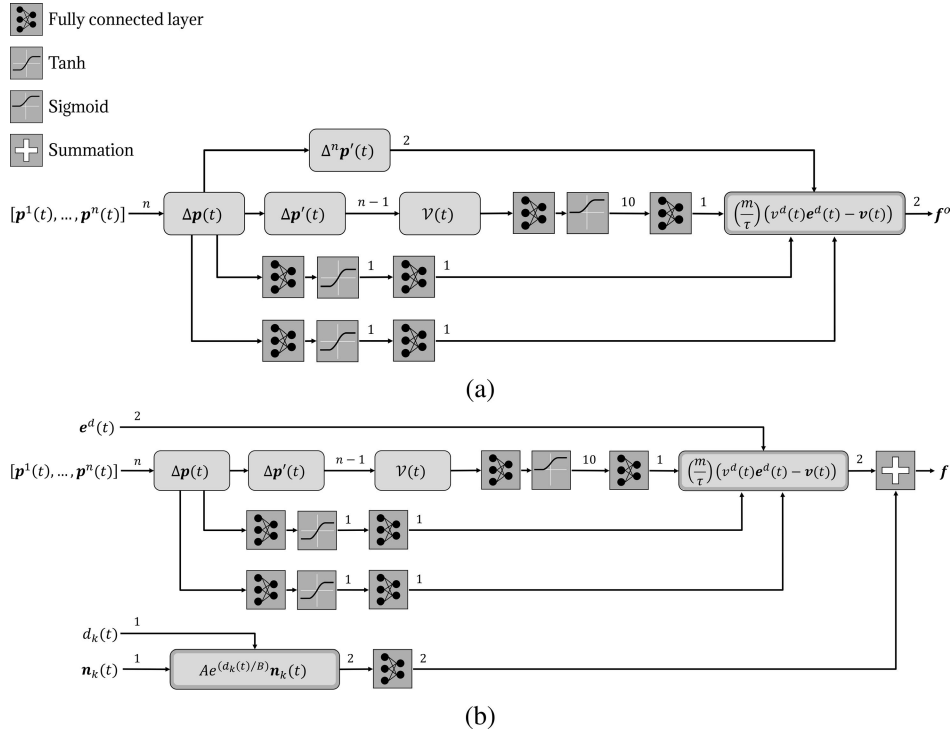 Fully connected layer
Tanh
Sigmoid
Summation
Δⁿp′(t) 2
[p¹(t), ..., pⁿ(t)] n Δp(t) Δp′(t) n − 1 𝒱(t) 10 1 (m/τ)(vᵈ(t)eᵈ(t) − v(t)) 2 fᵒ
1 1
1 1
(a)
eᵈ(t) 2
[p¹(t), ..., pⁿ(t)] n Δp(t) Δp′(t) n − 1 𝒱(t) 10 1 (m/τ)(vᵈ(t)eᵈ(t) − v(t)) 2 f
1 1
1 1
dₖ(t) 1
nₖ(t) 1 Ae^(dₖ(t)/B)nₖ(t) 2 2
(b)